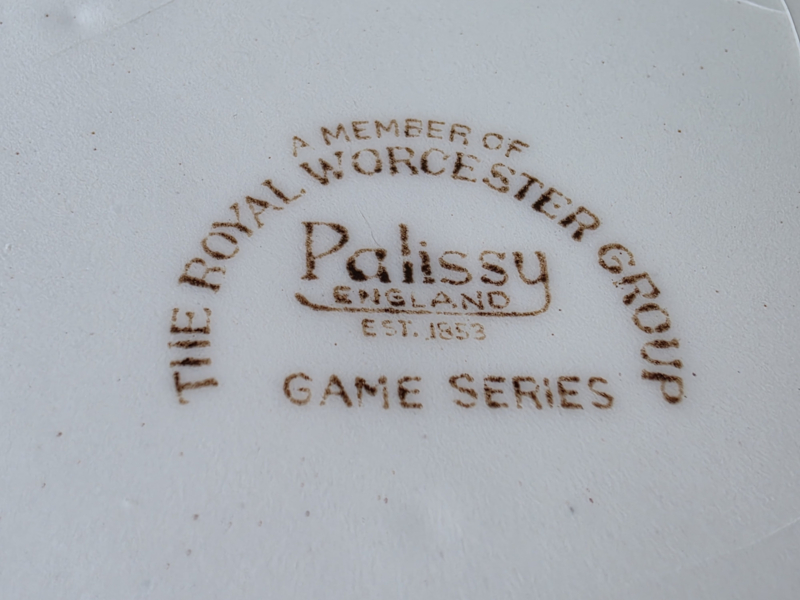 A MEMBER OF
THE ROYAL WORCESTER GROUP
Palissy
ENGLAND
EST. 1853
GAME SERIES